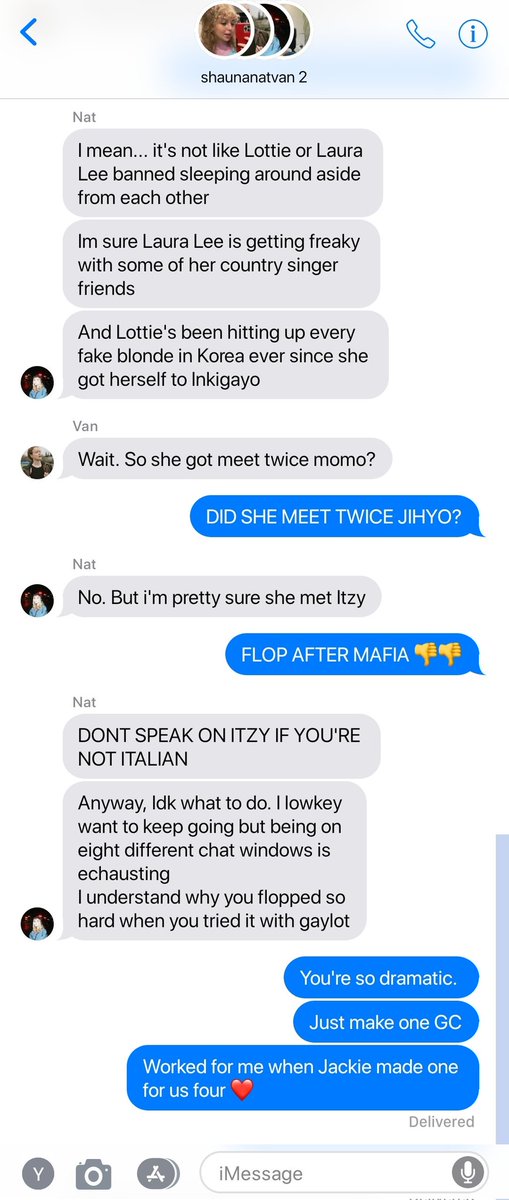 shaunanatvan 2
Nat
I mean... it's not like Lottie or Laura
Lee banned sleeping around aside
from each other
Im sure Laura Lee is getting freaky
with some of her country singer
friends
And Lottie's been hitting up every
fake blonde in Korea ever since she
got herself to Inkigayo
Van
Wait. So she got meet twice momo?
DID SHE MEET TWICE JIHYO?
Nat
No. But i'm pretty sure she met Itzy
FLOP AFTER MAFIA 👎👎
Nat
DONT SPEAK ON ITZY IF YOU'RE
NOT ITALIAN
Anyway, Idk what to do. I lowkey
want to keep going but being on
eight different chat windows is
echausting
I understand why you flopped so
hard when you tried it with gaylot
You're so dramatic.
Just make one GC
Worked for me when Jackie made one
for us four ❤️
Delivered
Y
iMessage